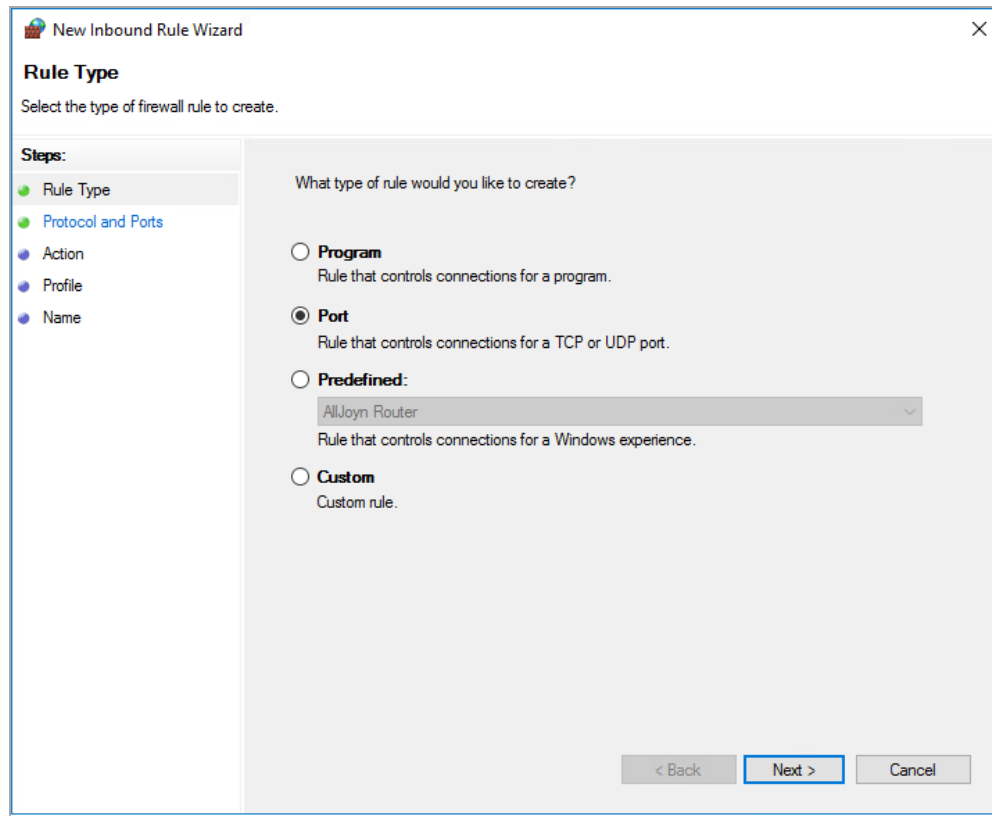 New Inbound Rule Wizard
Rule Type
Select the type of firewall rule to create.
Steps:
Rule Type
Protocol and Ports
Action
Profile
Name
What type of rule would you like to create?
Program
Rule that controls connections for a program.
Port
Rule that controls connections for a TCP or UDP port.
Predefined:
AllJoyn Router
Rule that controls connections for a Windows experience.
Custom
Custom rule.
< Back Next > Cancel